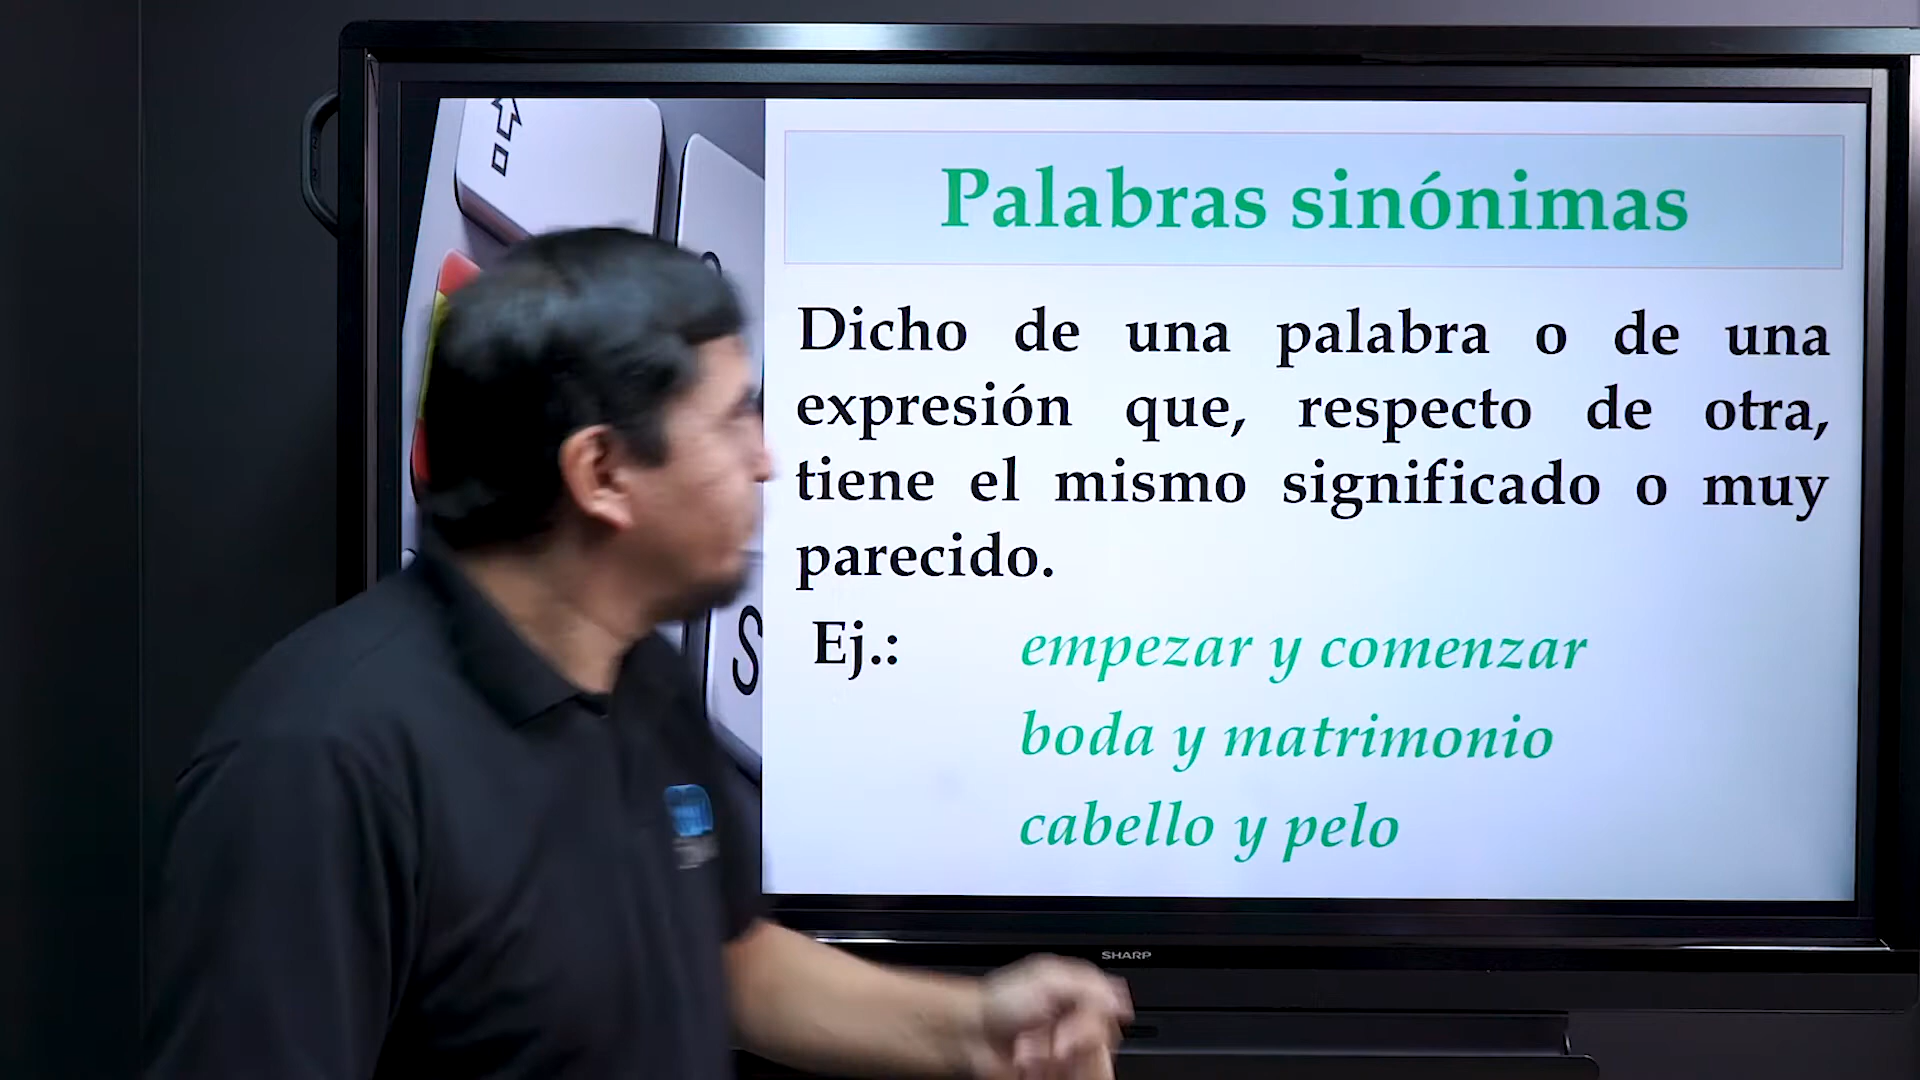 Palabras sinónimas
Dicho de una palabra o de una
expresión que, respecto de otra,
tiene el mismo significado o muy
parecido.
Ej.: empezar y comenzar
boda y matrimonio
cabello y pelo
S
SHARP